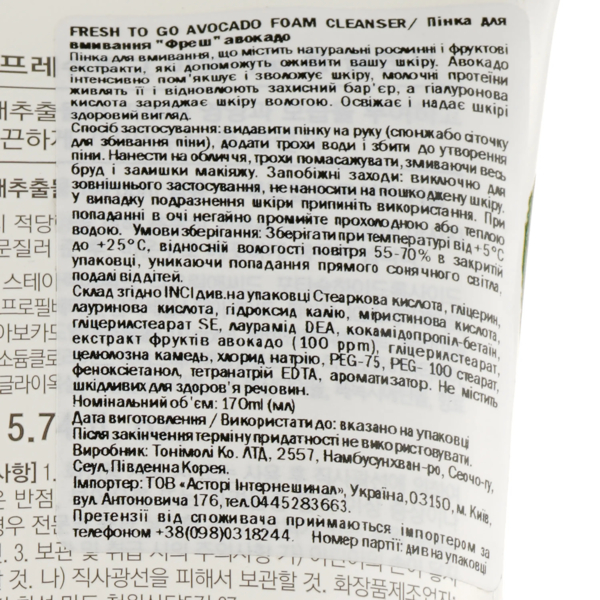 FRESH TO GO AVOCADO FOAM CLEANSER/ Пінка для
вмивання "Фреш" авокадо
Пінка для вмивання, що містить натуральні рослинні і фруктові
екстракти, які допоможуть оживити вашу шкіру. Авокадо
інтенсивно пом'якшує і зволожує шкіру, молочні протеїни
живлять її і відновлюють захисний бар'єр, а гіалуронова
кислота заряджає шкіру вологою. Освіжає і надає шкірі
здоровий вигляд.
Спосіб застосування: видавити пінку на руку (спонж або сіточку
для збивання піни), додати трохи води і збити до утворення
піни. Нанести на обличчя, трохи помасажувати, змиваючи весь
бруд і залишки макіяжу. Запобіжні заходи: виключно для
зовнішнього застосування, не наносити на пошкоджену шкіру.
У випадку подразнення шкіри припиніть використання. При
попаданні в очі негайно промийте прохолодною або теплою
водою. Умови зберігання: Зберігати при температурі від +5°C
до +25°C, відносній вологості повітря 55-70% в закритій
упаковці, уникаючи попадання прямого сонячного світла,
подалі від дітей.
Склад згідно INCI див.на упаковці Стеаркова кислота, гліцерин,
лауринова кислота, гідроксид калію, міристинова кислота,
гліцерилстеарат SE, лаурамід DEA, кокамідопропіл-бетаїн,
екстракт фруктів авокадо (100 ppm), гліцерилстеарат,
целюлозна камедь, хлорид натрію, PEG-75, PEG- 100 стеарат,
феноксіетанол, тетранатрій EDTA, ароматизатор. Не містить
шкідливих для здоров'я речовин.
Номінальний об'єм: 170ml (мл)
Дата виготовлення / Використати до: вказано на упаковці
Після закінчення терміну придатності не використовувати.
Виробник: Тонімолі Ко. ЛТД, 2557, Намбусунхван-ро, Сеочо-гу,
Сеул, Південна Корея.
Імпортер: ТОВ «Асторі Інтернешинал», Україна, 03150, м. Київ,
вул. Антоновича 176, тел.0445283663.
Претензії від споживача приймаються імпортером за
телефоном +38(098)0318244. Номер партії: див на упаковці
5.7
사항] 1.
은 반점,
경우 전문